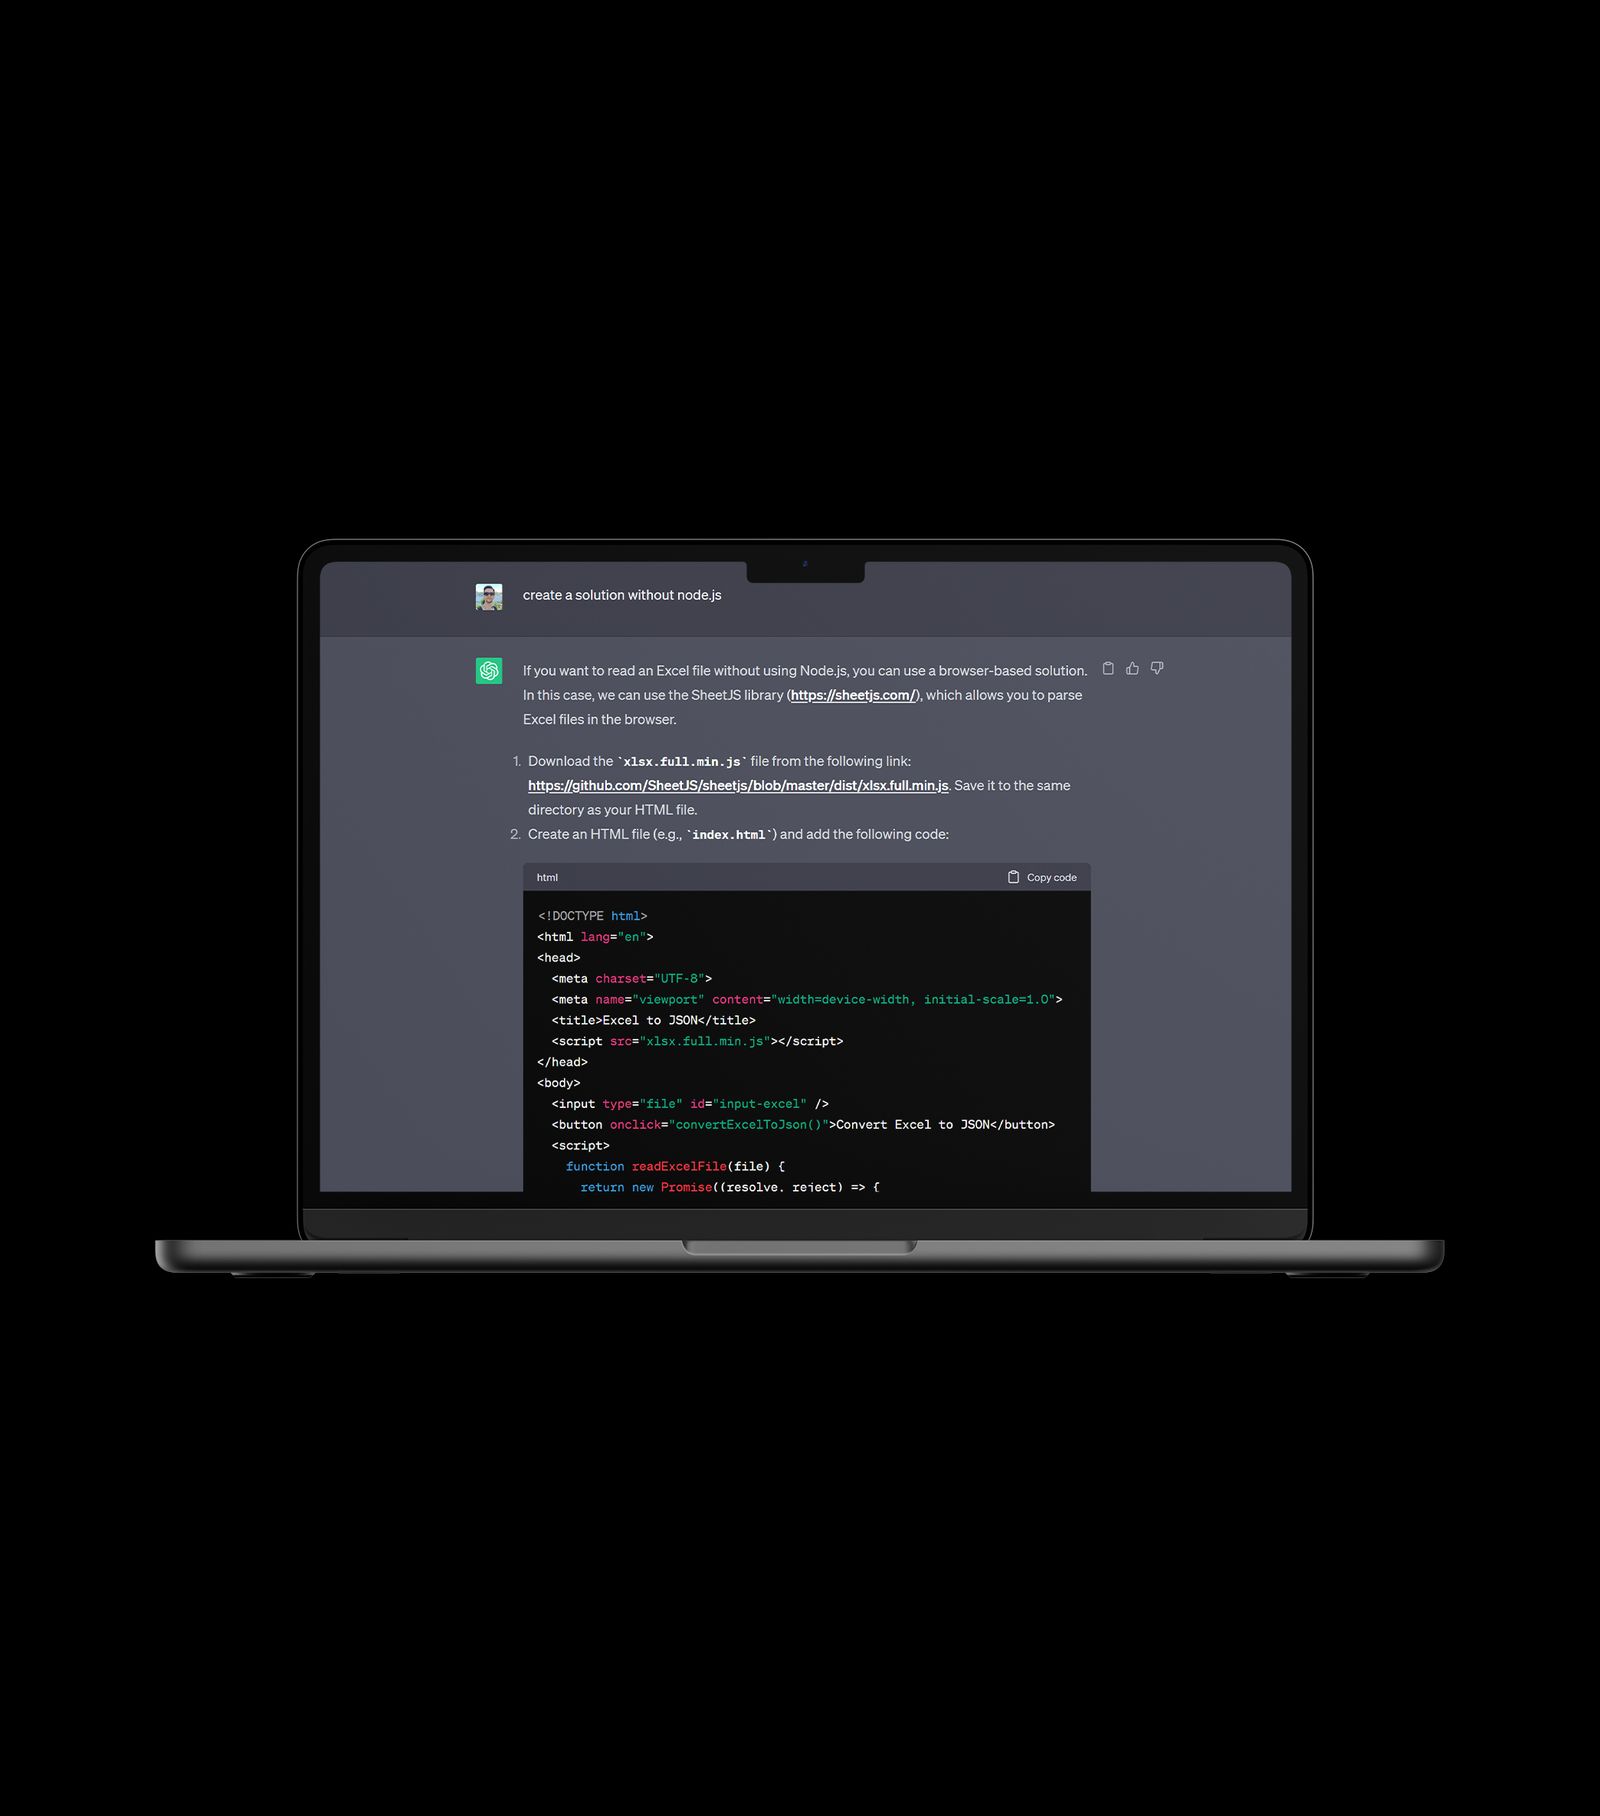 create a solution without node.js
If you want to read an Excel file without using Node.js, you can use a browser-based solution.
In this case, we can use the SheetJS library (https://sheetjs.com/), which allows you to parse
Excel files in the browser.
1. Download the `xlsx.full.min.js` file from the following link:
https://github.com/SheetJS/sheetjs/blob/master/dist/xlsx.full.min.js. Save it to the same
directory as your HTML file.
2. Create an HTML file (e.g., `index.html`) and add the following code:
html Copy code
<!DOCTYPE html>
<html lang="en">
<head>
<meta charset="UTF-8">
<meta name="viewport" content="width=device-width, initial-scale=1.0">
<title>Excel to JSON</title>
<script src="xlsx.full.min.js"></script>
</head>
<body>
<input type="file" id="input-excel" />
<button onclick="convertExcelToJson()">Convert Excel to JSON</button>
<script>
function readExcelFile(file) {
return new Promise((resolve, reject) => {